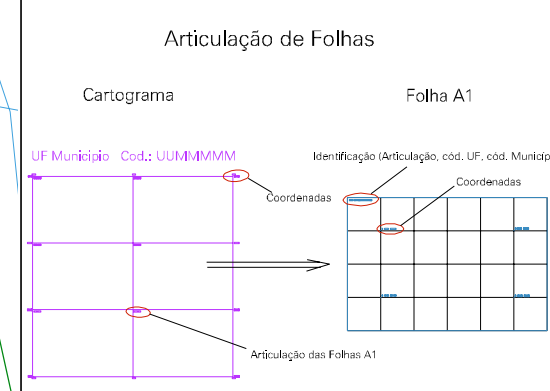 Articulação de Folhas
Cartograma
Folha A1
UF Municipio Cod.: UUMMMMM
Identificação (Articulação, cód. UF, cód. Municíp
Coordenadas
Coordenadas
Articulação das Folhas A1